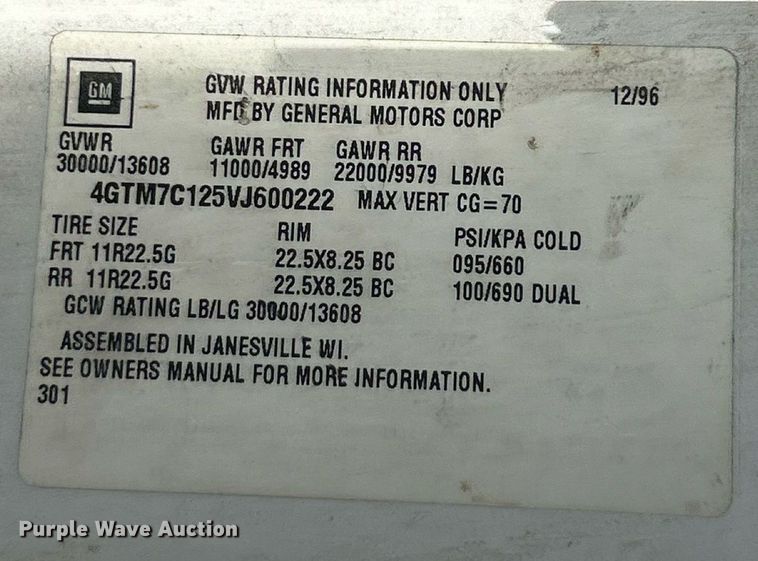 GM
GVW RATING INFORMATION ONLY 12/96
MFD BY GENERAL MOTORS CORP
GVWR GAWR FRT GAWR RR
30000/13608 11000/4989 22000/9979 LB/KG
4GTM7C125VJ600222 MAX VERT CG=70
TIRE SIZE RIM PSI/KPA COLD
FRT 11R22.5G 22.5X8.25 BC 095/660
RR 11R22.5G 22.5X8.25 BC 100/690 DUAL
GCW RATING LB/LG 30000/13608
ASSEMBLED IN JANESVILLE WI.
SEE OWNERS MANUAL FOR MORE INFORMATION.
301
Purple Wave Auction